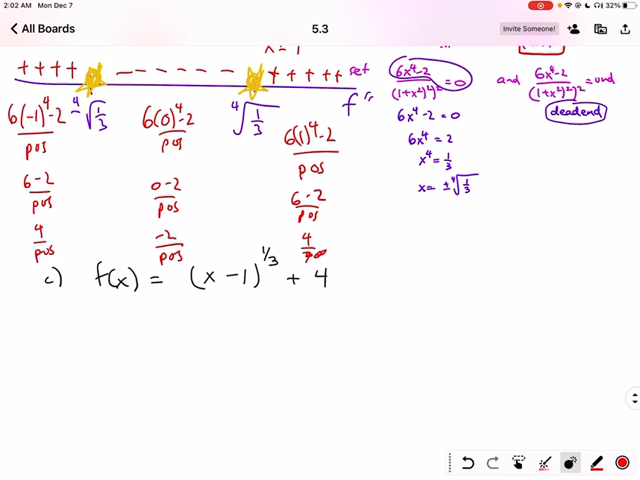 2:02 AM Mon Dec 7
32%
All Boards
5.3
Invite Someone!
+ + + + - - - - - - + + + + + set
f''
6(-1)⁴-2
pos
6-2
pos
4
pos
-⁴√(1/3)
6(0)⁴-2
pos
0-2
pos
-2
pos
⁴√(1/3)
6(1)⁴-2
pos
6-2
pos
4
pos
6x⁴-2
(1+x²)²)² =0
6x⁴-2=0
6x⁴=2
x⁴=1/3
x=±⁴√(1/3)
and 6x⁴-2
(1+x²)²)² =und
deadend
c) f(x) = (x-1)^1/3 + 4